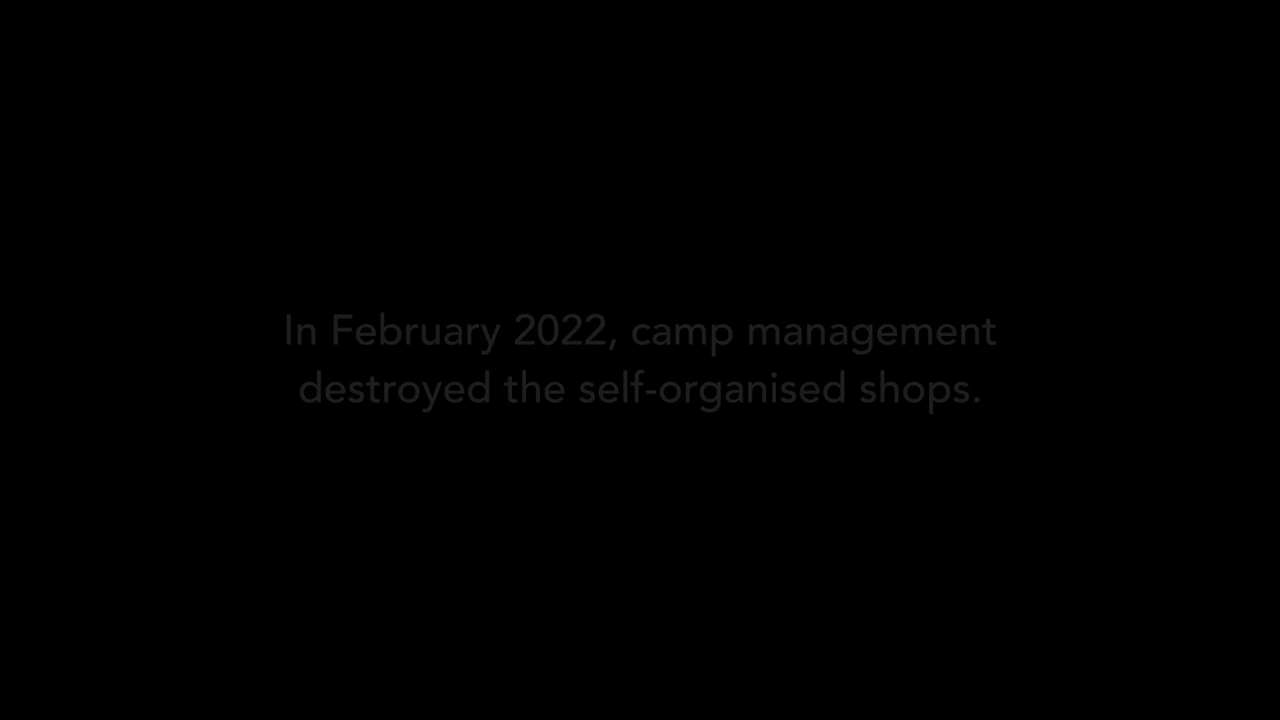 In February 2022, camp management
destroyed the self-organised shops.